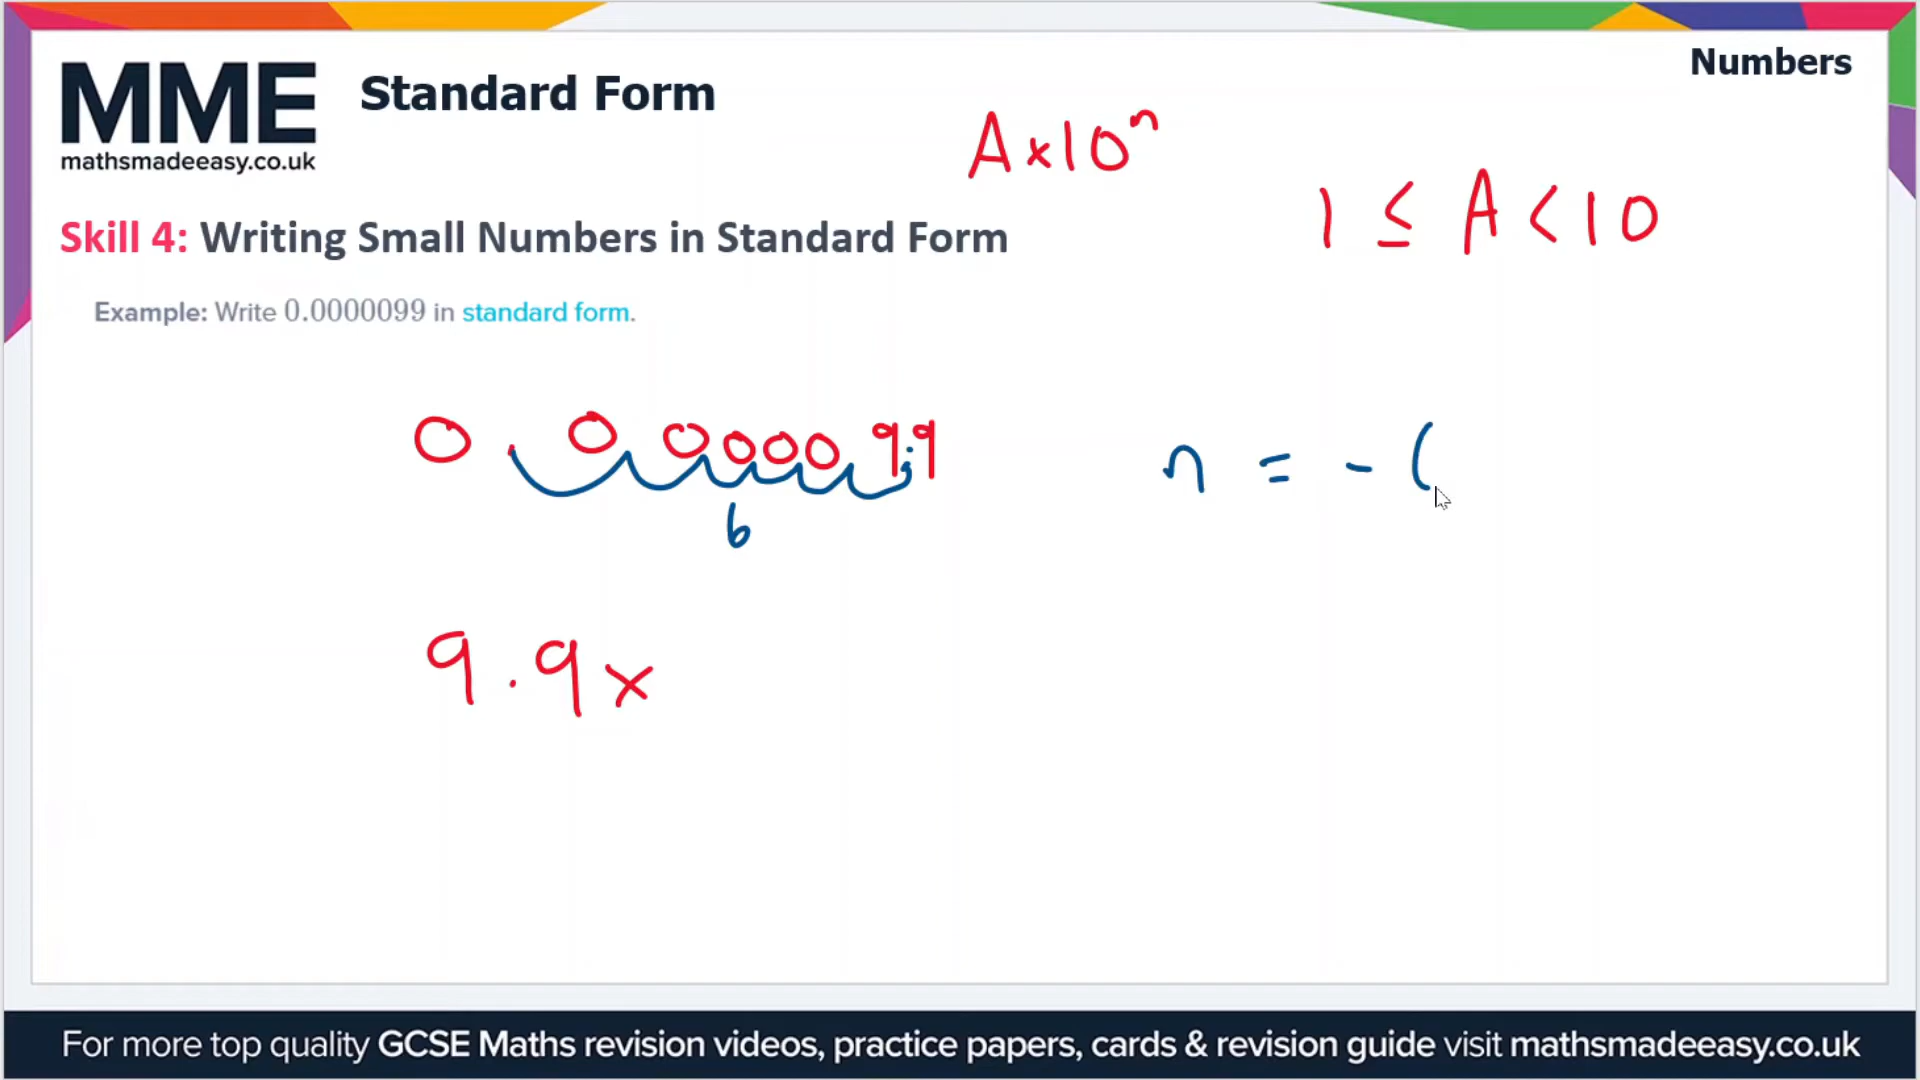 Numbers
MME
mathsmadeeasy.co.uk
Standard Form
A×10ⁿ
1 ≤ A < 10
Skill 4: Writing Small Numbers in Standard Form
Example: Write 0.0000099 in standard form.
0.0000099
6
n = - (
9.9×
For more top quality GCSE Maths revision videos, practice papers, cards & revision guide visit mathsmadeeasy.co.uk